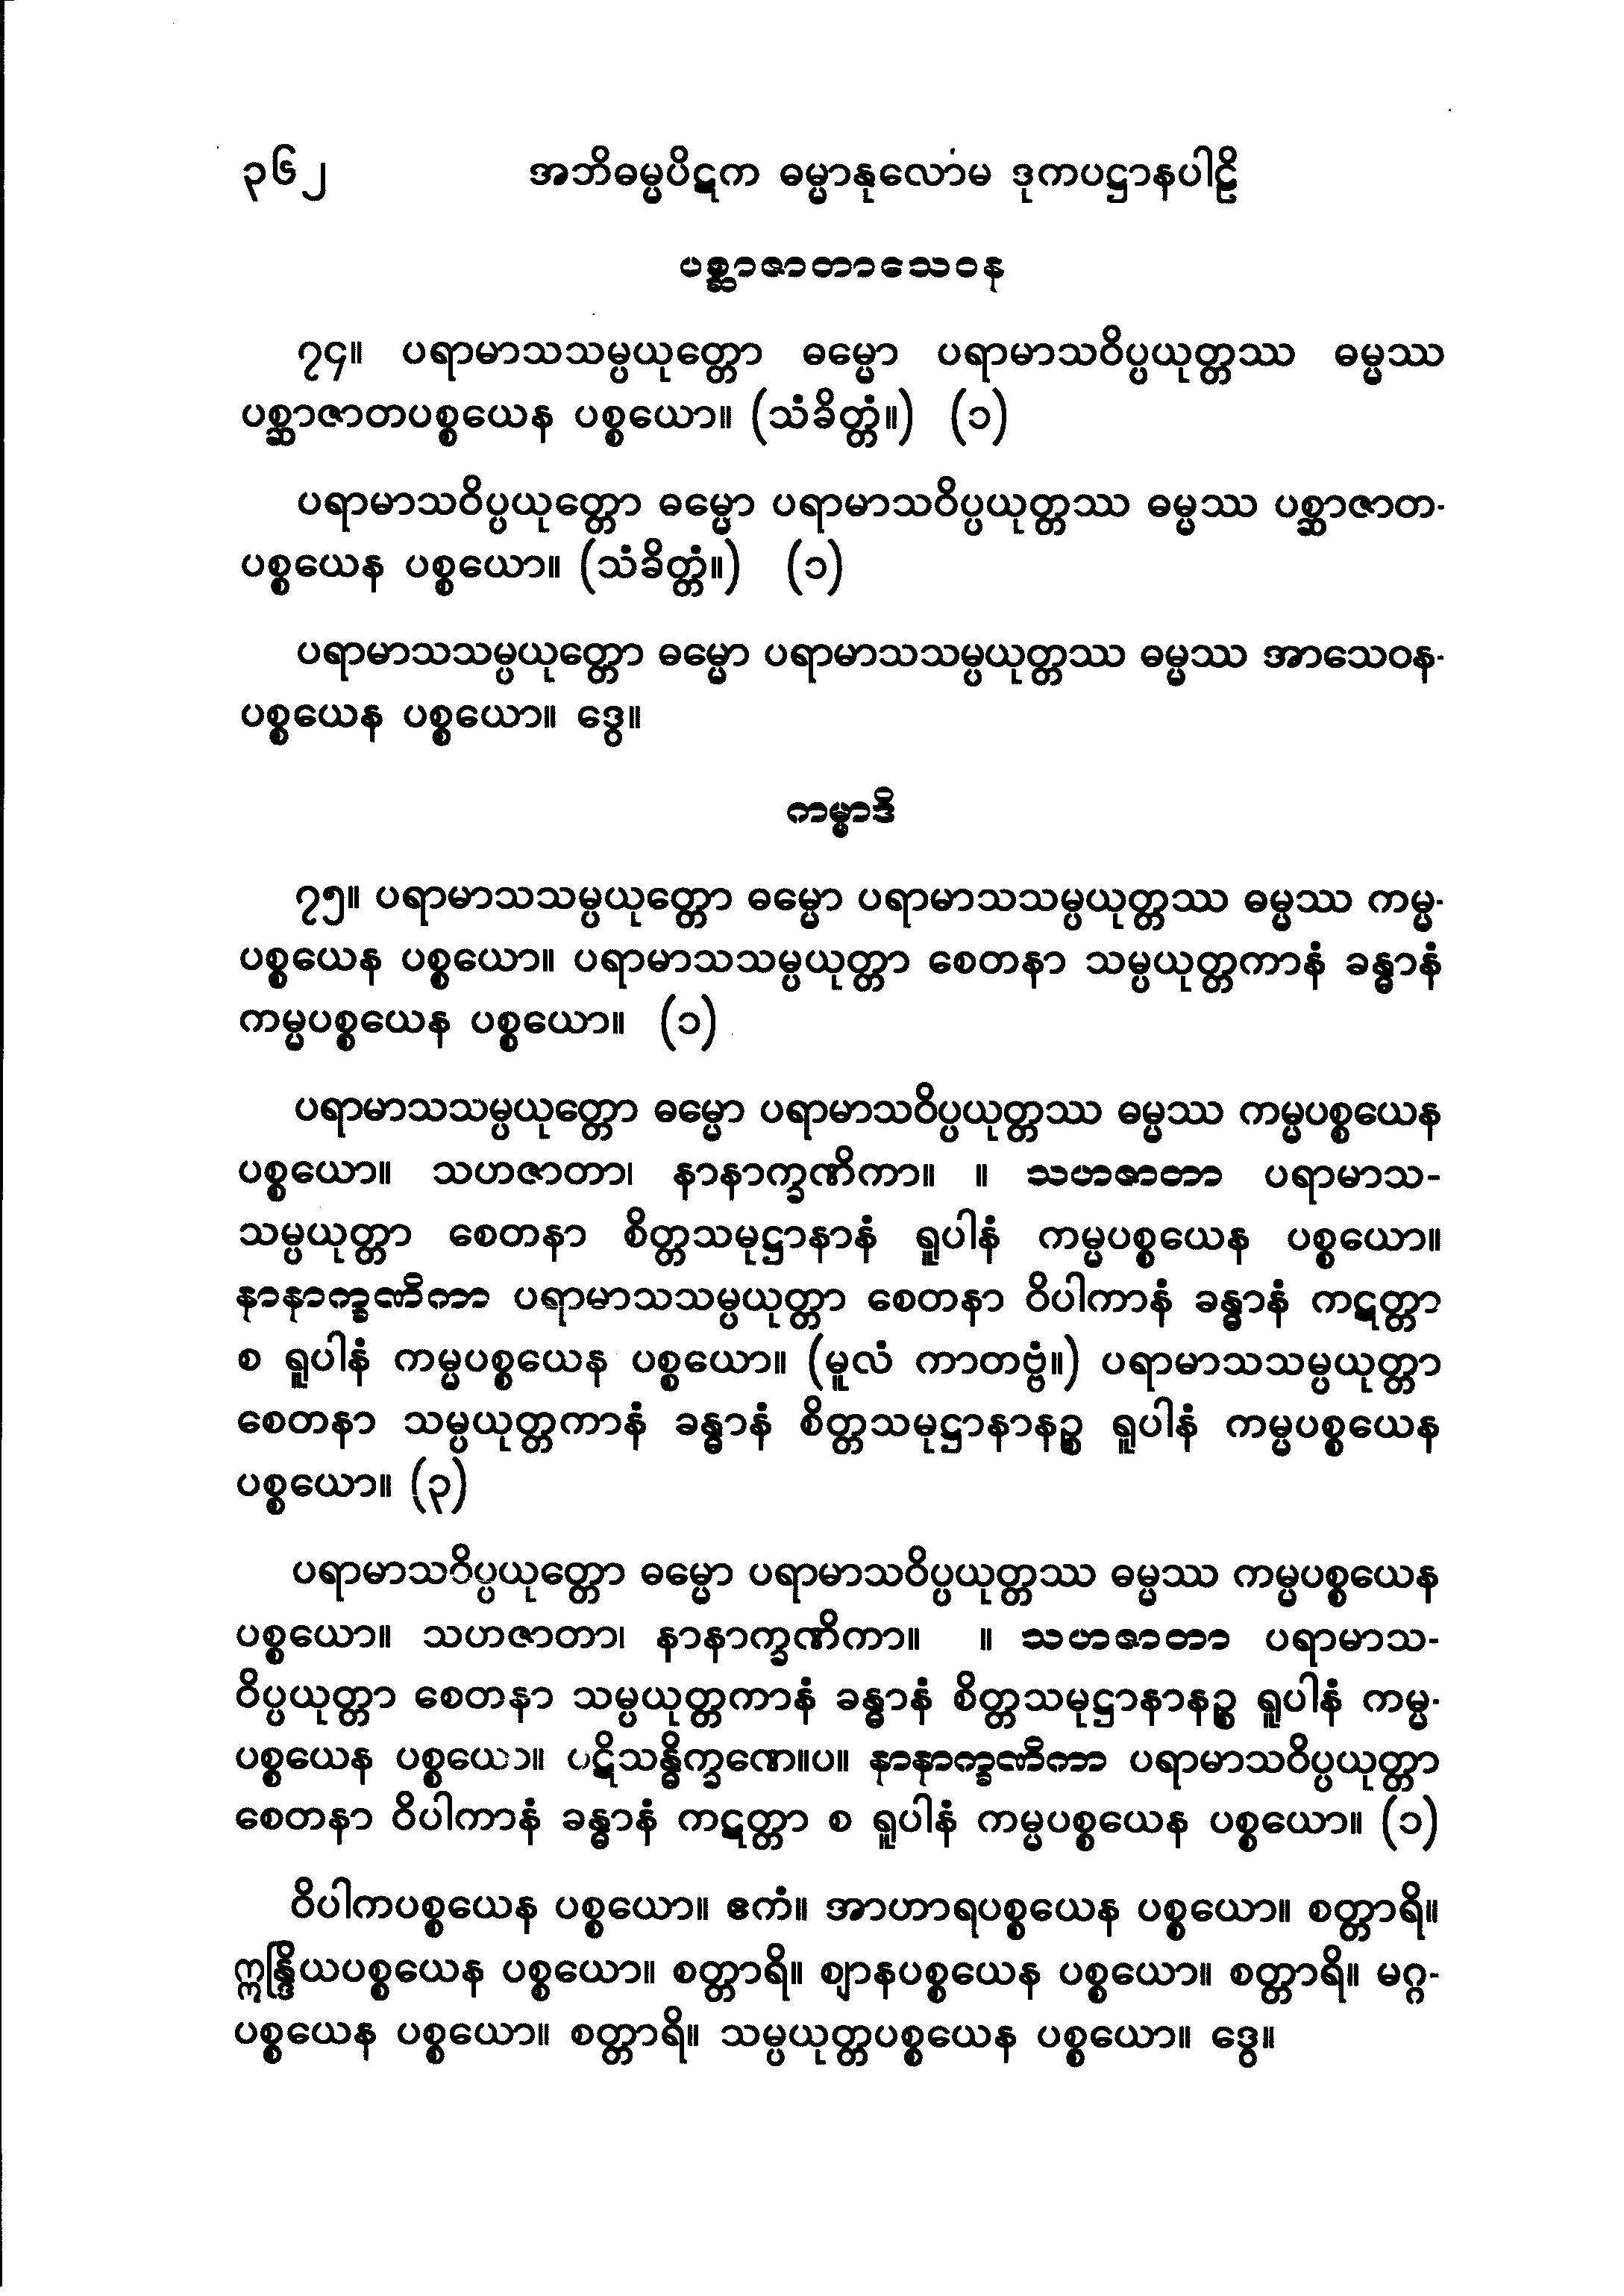 ၃၆၂ အဘိဓမ္မပိဋက ဓမ္မာနုလောမ ဒုကပဋ္ဌာနပါဠိ
ပစ္ဆာဇာတာသေဝန
၇၄။ ပရာမာသသမ္ပယုတ္တော ဓမ္မော ပရာမာသဝိပ္ပယုတ္တဿ ဓမ္မဿ
ပစ္ဆာဇာတပစ္စယေန ပစ္စယော။ (သံခိတ္တံ။) (၁)
ပရာမာသဝိပ္ပယုတ္တော ဓမ္မော ပရာမာသဝိပ္ပယုတ္တဿ ဓမ္မဿ ပစ္ဆာဇာတ-
ပစ္စယေန ပစ္စယော။ (သံခိတ္တံ။) (၁)
ပရာမာသသမ္ပယုတ္တော ဓမ္မော ပရာမာသသမ္ပယုတ္တဿ ဓမ္မဿ အာသေဝန-
ပစ္စယေန ပစ္စယော။ ဒွေ။
ကမ္မာဒိ
၇၅။ ပရာမာသသမ္ပယုတ္တော ဓမ္မော ပရာမာသသမ္ပယုတ္တဿ ဓမ္မဿ ကမ္မ-
ပစ္စယေန ပစ္စယော။ ပရာမာသသမ္ပယုတ္တာ စေတနာ သမ္ပယုတ္တကာနံ ခန္ဓာနံ
ကမ္မပစ္စယေန ပစ္စယော။ (၁)
ပရာမာသသမ္ပယုတ္တော ဓမ္မော ပရာမာသဝိပ္ပယုတ္တဿ ဓမ္မဿ ကမ္မပစ္စယေန
ပစ္စယော။ သဟဇာတာ၊ နာနာက္ခဏိကာ။ ။ သဟဇာတာ ပရာမာသ-
သမ္ပယုတ္တာ စေတနာ စိတ္တသမုဋ္ဌာနာနံ ရူပါနံ ကမ္မပစ္စယေန ပစ္စယော။
နာနာက္ခဏိကာ ပရာမာသသမ္ပယုတ္တာ စေတနာ ဝိပါကာနံ ခန္ဓာနံ ကဋတ္တာ
စ ရူပါနံ ကမ္မပစ္စယေန ပစ္စယော။ (မူလံ ကာတဗ္ဗံ။) ပရာမာသသမ္ပယုတ္တာ
စေတနာ သမ္ပယုတ္တကာနံ ခန္ဓာနံ စိတ္တသမုဋ္ဌာနာနဉ္စ ရူပါနံ ကမ္မပစ္စယေန
ပစ္စယော။ (၃)
ပရာမာသဝိပ္ပယုတ္တော ဓမ္မော ပရာမာသဝိပ္ပယုတ္တဿ ဓမ္မဿ ကမ္မပစ္စယေန
ပစ္စယော။ သဟဇာတာ၊ နာနာက္ခဏိကာ။ ။ သဟဇာတာ ပရာမာသ-
ဝိပ္ပယုတ္တာ စေတနာ သမ္ပယုတ္တကာနံ ခန္ဓာနံ စိတ္တသမုဋ္ဌာနာနဉ္စ ရူပါနံ ကမ္မ-
ပစ္စယေန ပစ္စယော။ ပဋိသန္ဓိက္ခဏေ။ပ။ နာနာက္ခဏိကာ ပရာမာသဝိပ္ပယုတ္တာ
စေတနာ ဝိပါကာနံ ခန္ဓာနံ ကဋတ္တာ စ ရူပါနံ ကမ္မပစ္စယေန ပစ္စယော။ (၁)
ဝိပါကပစ္စယေန ပစ္စယော။ ဧကံ။ အာဟာရပစ္စယေန ပစ္စယော။ စတ္တာရိ။
ဣန္ဒြိယပစ္စယေန ပစ္စယော။ စတ္တာရိ။ ဈာနပစ္စယေန ပစ္စယော။ စတ္တာရိ။ မဂ္ဂ-
ပစ္စယေန ပစ္စယော။ စတ္တာရိ။ သမ္ပယုတ္တပစ္စယေန ပစ္စယော။ ဒွေ။